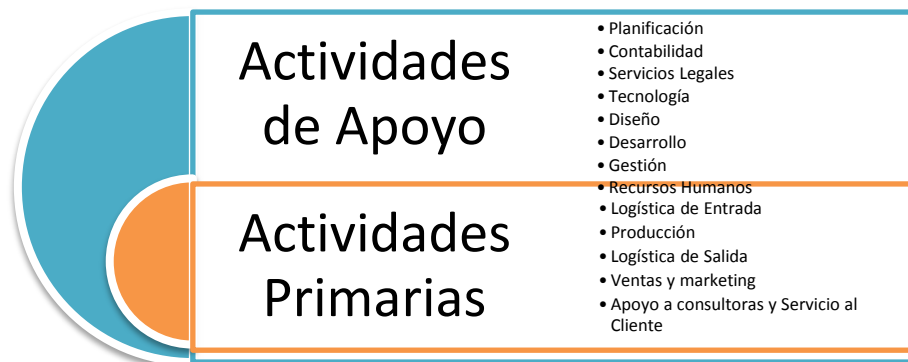 Actividades
de Apoyo
• Planificación
• Contabilidad
• Servicios Legales
• Tecnología
• Diseño
• Desarrollo
• Gestión
• Recursos Humanos
Actividades
Primarias
• Logística de Entrada
• Producción
• Logística de Salida
• Ventas y marketing
• Apoyo a consultoras y Servicio al
Cliente